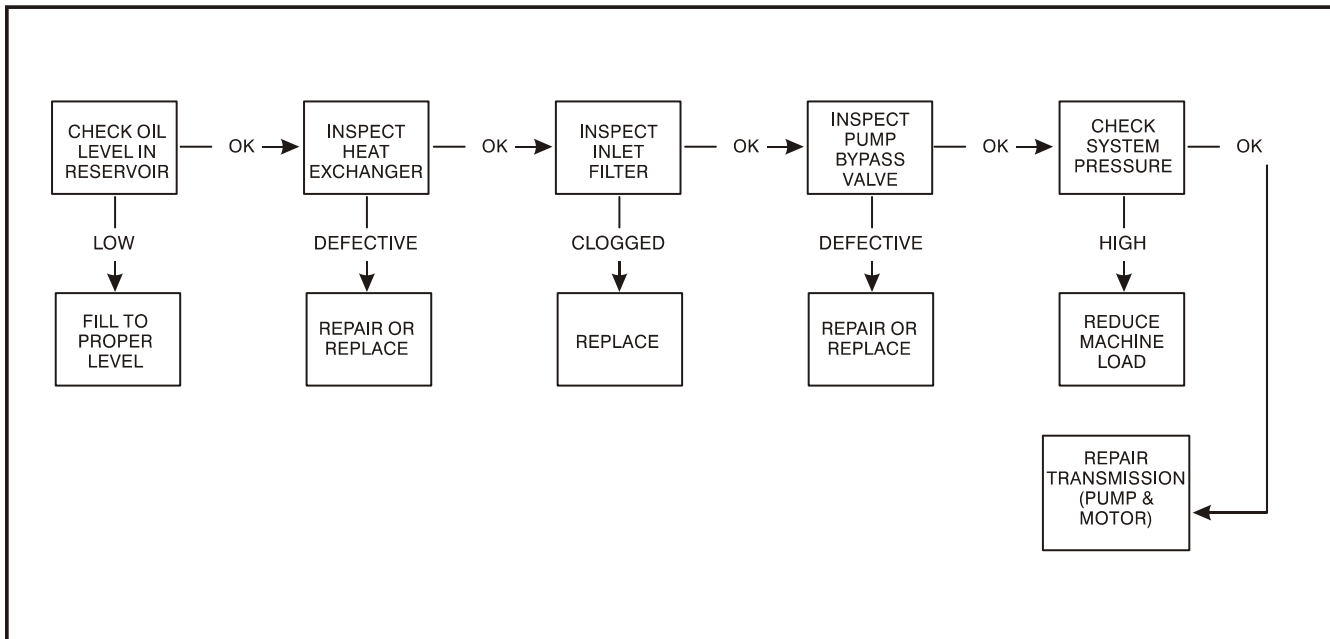 CHECK OIL
LEVEL IN
RESERVOIR
OK
INSPECT
HEAT
EXCHANGER
OK
INSPECT
INLET
FILTER
OK
INSPECT
PUMP
BYPASS
VALVE
OK
CHECK
SYSTEM
PRESSURE
OK
LOW
DEFECTIVE
CLOGGED
DEFECTIVE
HIGH
FILL TO
PROPER
LEVEL
REPAIR OR
REPLACE
REPLACE
REPAIR OR
REPLACE
REDUCE
MACHINE
LOAD
REPAIR
TRANSMISSION
(PUMP &
MOTOR)